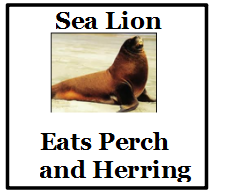 Sea Lion
Eats Perch
and Herring